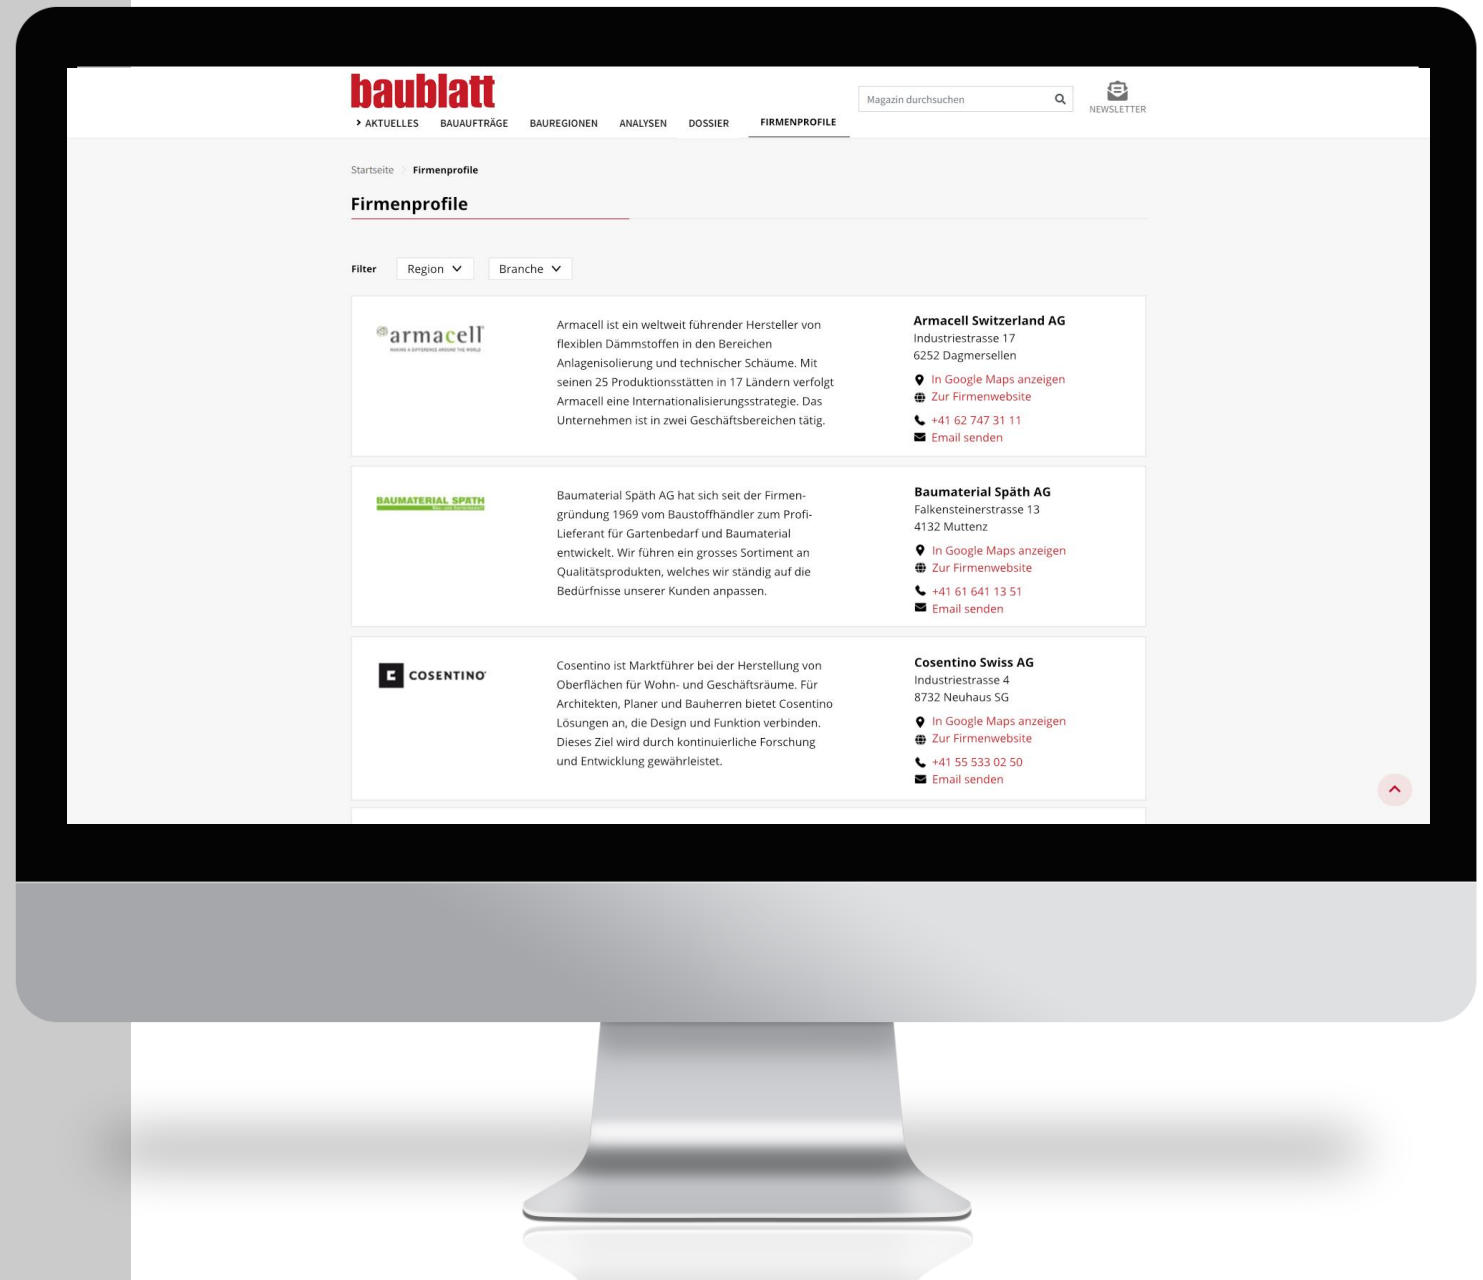 baublatt
Magazin durchsuchen
NEWSLETTER
AKTUELLES BAUAUFTRÄGE BAUREGIONEN ANALYSEN DOSSIER FIRMENPROFILE
Startseite Firmenprofile
Firmenprofile
Filter Region Branche
armacell
MAKING A DIFFERENCE AROUND THE WORLD
Armacell ist ein weltweit führender Hersteller von
flexiblen Dämmstoffen in den Bereichen
Anlagenisolierung und technischer Schäume. Mit
seinen 25 Produktionsstätten in 17 Ländern verfolgt
Armacell eine Internationalisierungsstrategie. Das
Unternehmen ist in zwei Geschäftsbereichen tätig.
Armacell Switzerland AG
Industriestrasse 17
6252 Dagmersellen
In Google Maps anzeigen
Zur Firmenwebsite
+41 62 747 31 11
Email senden
BAUMATERIAL SPÄTH
Bau- und Gartenbedarf
Baumaterial Späth AG hat sich seit der Firmen-
gründung 1969 vom Baustoffhändler zum Profi-
Lieferant für Gartenbedarf und Baumaterial
entwickelt. Wir führen ein grosses Sortiment an
Qualitätsprodukten, welches wir ständig auf die
Bedürfnisse unserer Kunden anpassen.
Baumaterial Späth AG
Falkensteinerstrasse 13
4132 Muttenz
In Google Maps anzeigen
Zur Firmenwebsite
+41 61 641 13 51
Email senden
COSENTINO
Cosentino ist Marktführer bei der Herstellung von
Oberflächen für Wohn- und Geschäftsräume. Für
Architekten, Planer und Bauherren bietet Cosentino
Lösungen an, die Design und Funktion verbinden.
Dieses Ziel wird durch kontinuierliche Forschung
und Entwicklung gewährleistet.
Cosentino Swiss AG
Industriestrasse 4
8732 Neuhaus SG
In Google Maps anzeigen
Zur Firmenwebsite
+41 55 533 02 50
Email senden